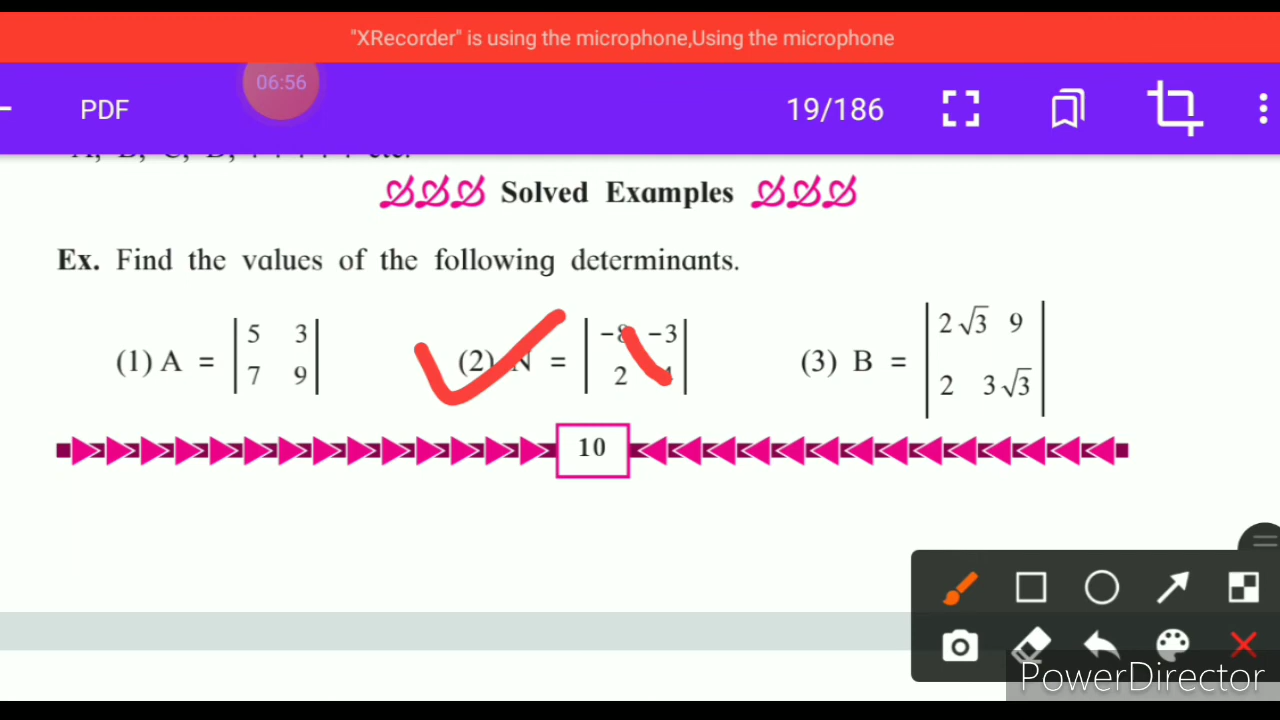 "XRecorder" is using the microphone,Using the microphone
06:56
PDF 19/186
A, B, C, D, etc.
Solved Examples
Ex. Find the values of the following determinants.
(1) A = | 5 3 | (2) N = | -8 -3 | (3) B = | 2√3 9 |
| 7 9 | | 2 4 | | 2 3√3 |
10
PowerDirector